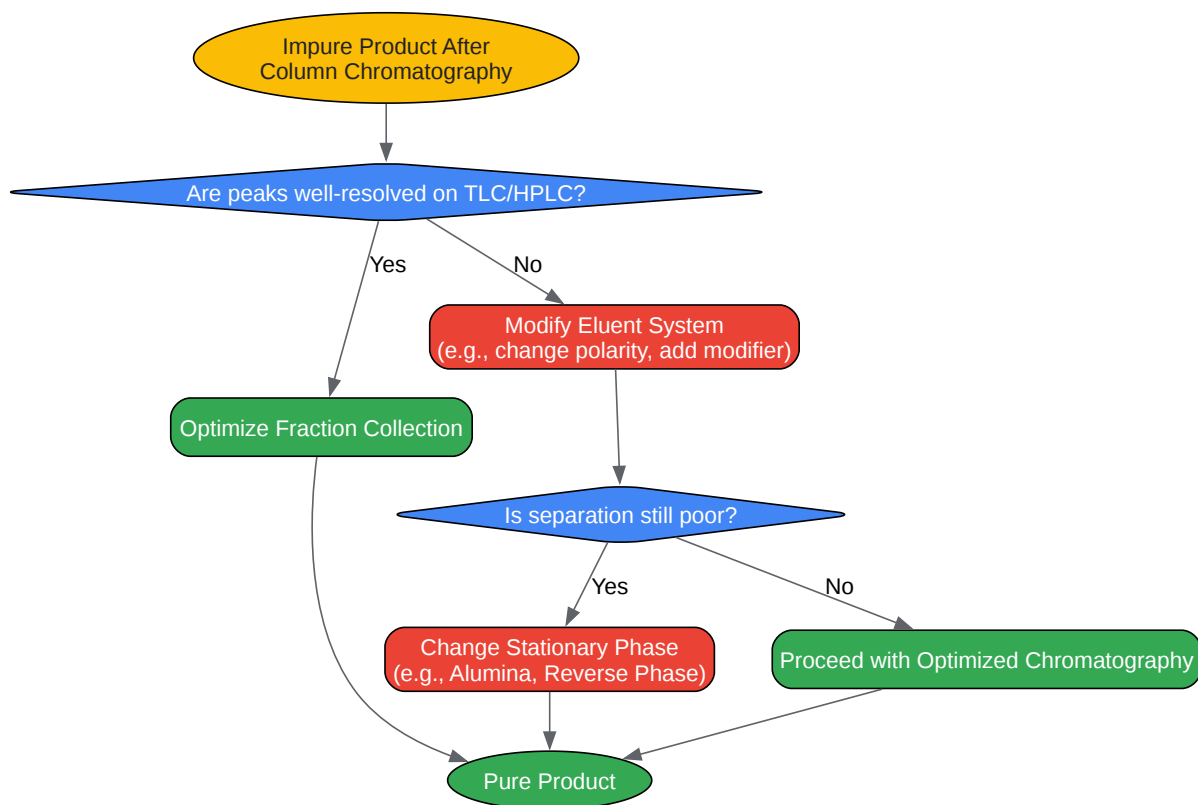 Impure Product After
Column Chromatography
Are peaks well-resolved on TLC/HPLC?
Yes
No
Modify Eluent System
(e.g., change polarity, add modifier)
Optimize Fraction Collection
Is separation still poor?
Yes
No
Change Stationary Phase
(e.g., Alumina, Reverse Phase)
Proceed with Optimized Chromatography
Pure Product